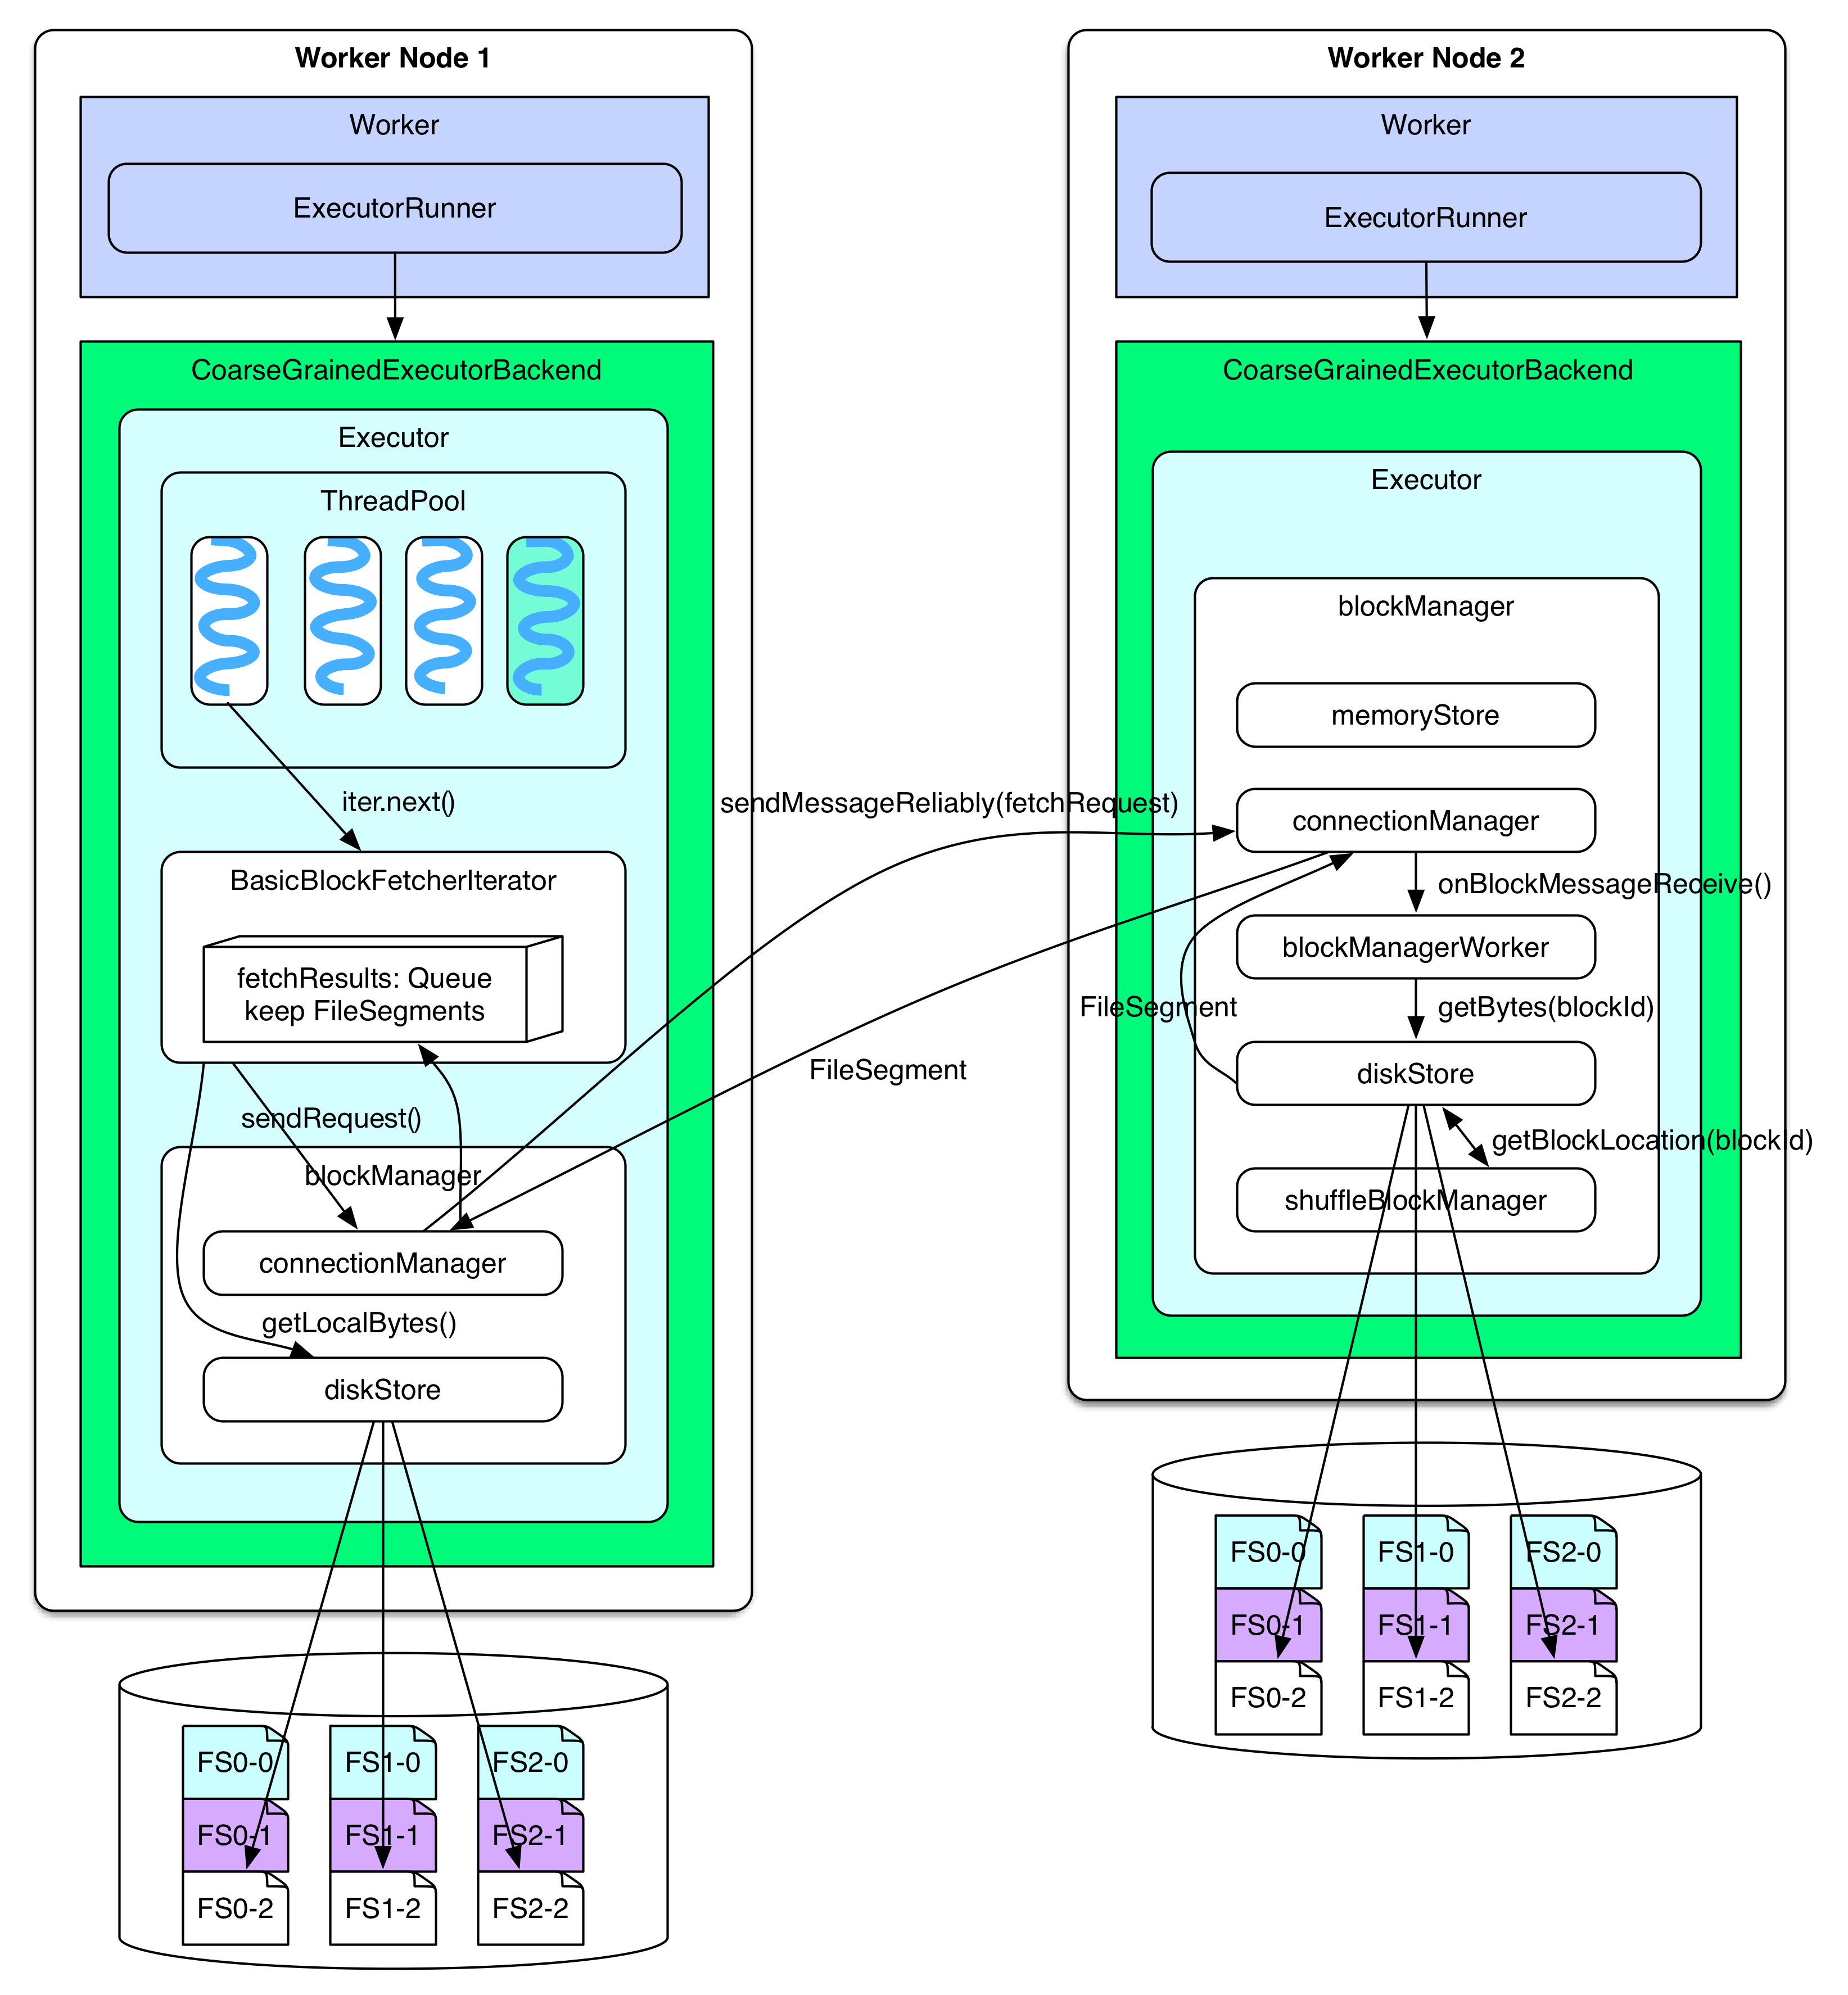 Worker Node 1
Worker
ExecutorRunner
CoarseGrainedExecutorBackend
Executor
ThreadPool
iter.next()
BasicBlockFetcherIterator
fetchResults: Queue
keep FileSegments
sendRequest()
blockManager
connectionManager
getLocalBytes()
diskStore
FS0-0
FS1-0
FS2-0
FS0-1
FS1-1
FS2-1
FS0-2
FS1-2
FS2-2
sendMessageReliably(fetchRequest)
FileSegment
Worker Node 2
Worker
ExecutorRunner
CoarseGrainedExecutorBackend
Executor
blockManager
memoryStore
connectionManager
onBlockMessageReceive()
blockManagerWorker
FileSegment
getBytes(blockId)
diskStore
getBlockLocation(blockId)
shuffleBlockManager
FS0-0
FS1-0
FS2-0
FS0-1
FS1-1
FS2-1
FS0-2
FS1-2
FS2-2